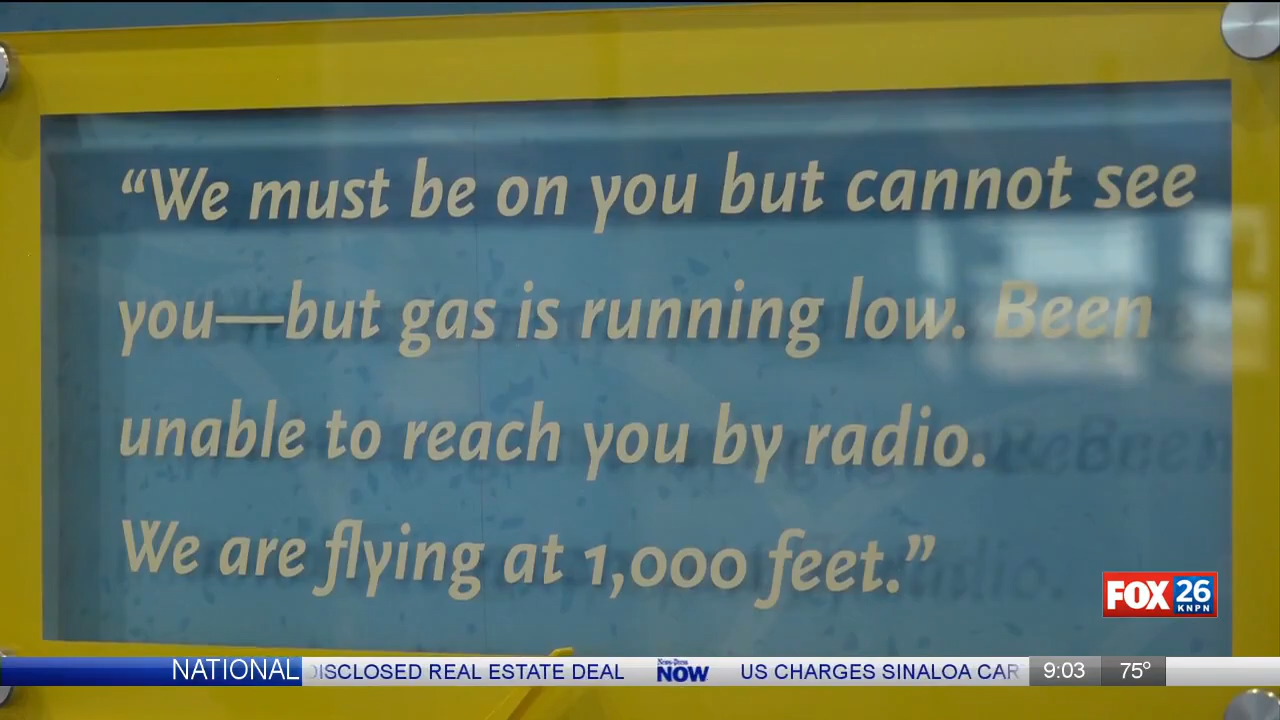 “We must be on you but cannot see
you—but gas is running low. Been
unable to reach you by radio.
We are flying at 1,000 feet.”
FOX 26
KNPN
NATIONAL
DISCLOSED REAL ESTATE DEAL
News-Press
NOW
US CHARGES SINALOA CAR
9:03
75°